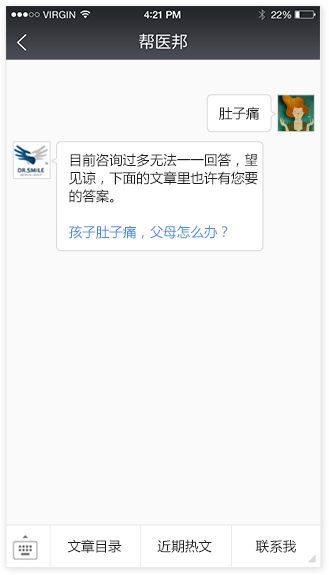 VIRGIN 4:21 PM 22%
帮医邦
肚子痛
DR.SMILE
目前咨询过多无法一一回答，望
见谅，下面的文章里也许有您要
的答案。
孩子肚子痛，父母怎么办？
文章目录 近期热文 联系我